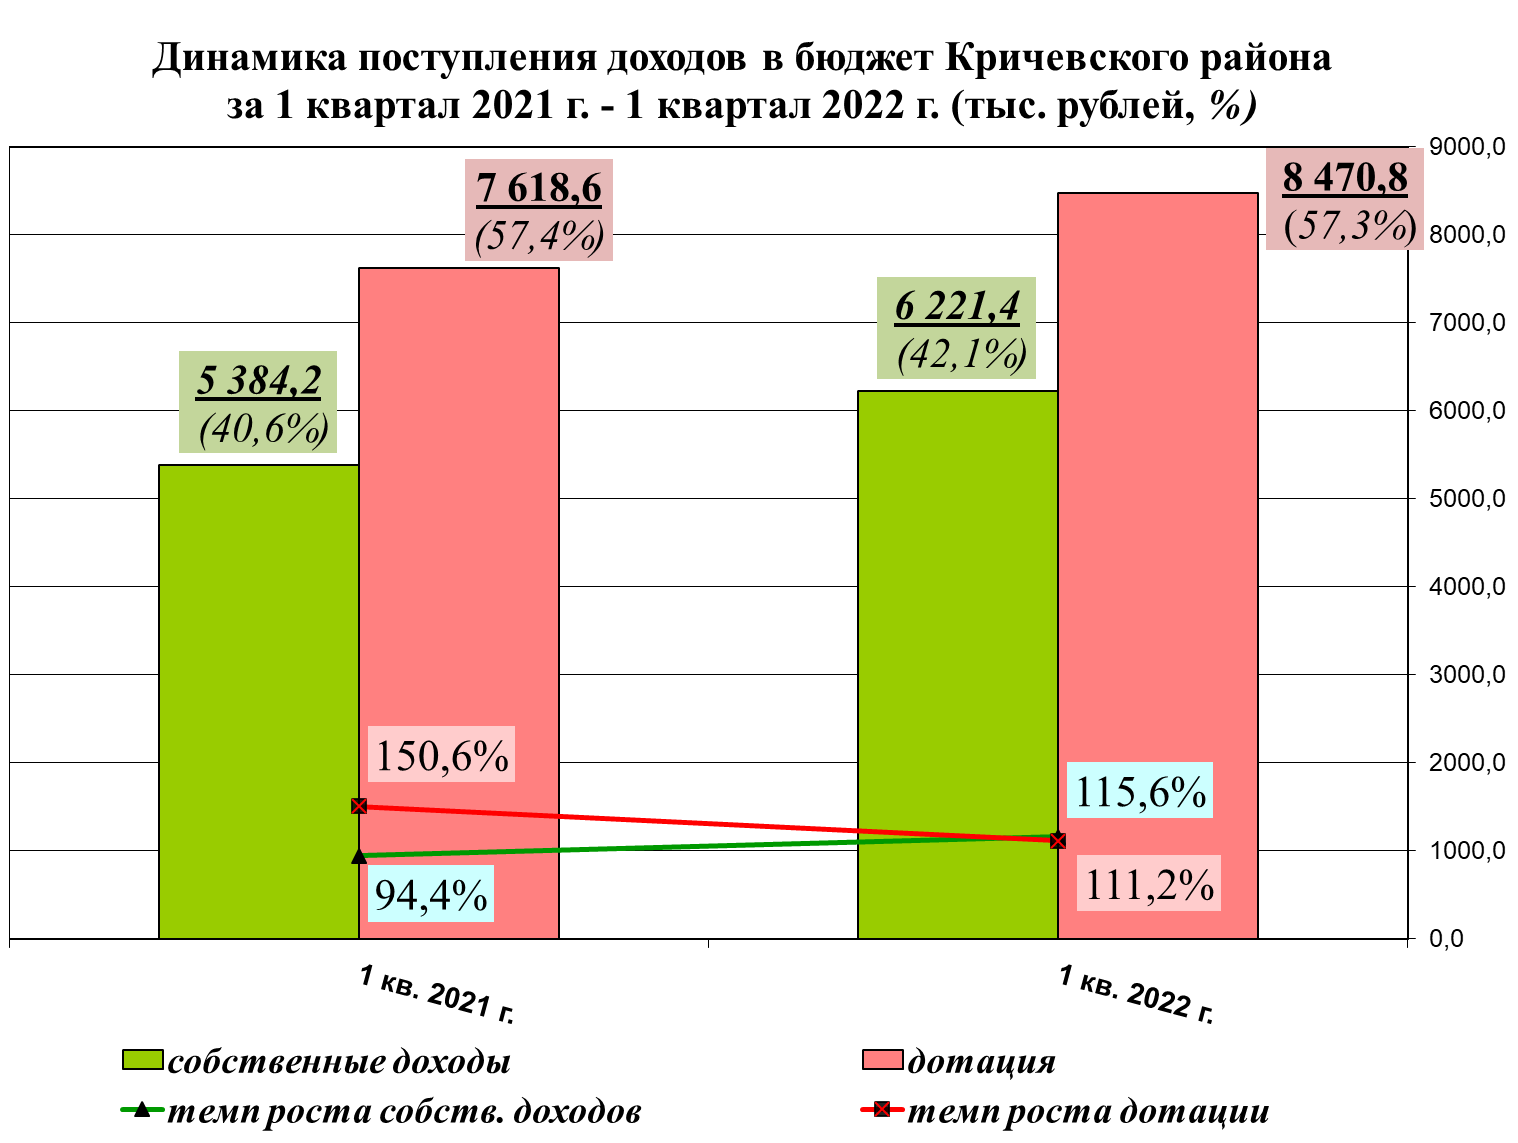 Динамика поступления доходов в бюджет Кричевского района
за 1 квартал 2021 г. - 1 квартал 2022 г. (тыс. рублей, %)
9000,0
8000,0
7000,0
6000,0
5000,0
4000,0
3000,0
2000,0
1000,0
0,0
5 384,2
(40,6%)
7 618,6
(57,4%)
6 221,4
(42,1%)
8 470,8
(57,3%)
150,6%
94,4%
115,6%
111,2%
1 кв. 2021 г.
1 кв. 2022 г.
собственные доходы
дотация
темп роста собств. доходов
темп роста дотации